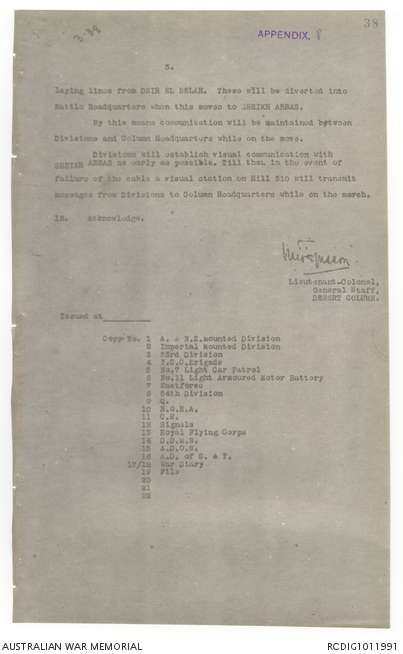 38
3-38
APPENDIX. 8
3.
laying lines from DEIR EL BELAH. These will be diverted into
Battle Headquarters when this moves to SHEIKH ABBAS.
By this means communication will be maintained between
Divisions and Column Headquarters while on the move.
Divisions will establish visual communication with
SHEIKH ABBAS as early as possible. Till then in the event of
failure of the cable a visual station on Hill 310 will transmit
messages from Divisions to Column Headquarters while on the march.
Acknowledge.
Lieutenant-Colonel,
General Staff,
DESERT COLUMN.
Issued at
Copy No. 1 A. & N.Z.Mounted Division
2 Imperial Mounted Division
3 53rd Division
4 I.C.C.Brigade
5 No.7 Light Car Patrol
6 No.11 Light Armoured Motor Battery
7 Eastforce
8 54th Division
9 Q.
10 B.G.R.A.
11 C.E.
12 Signals
13 Royal Flying Corps
14 D.D.M.S.
15 A.D.O.S.
16 A.D. of S. & T.
17/18 War Diary
19 File
20
21
22
AUSTRALIAN WAR MEMORIAL
RCDIG1011991